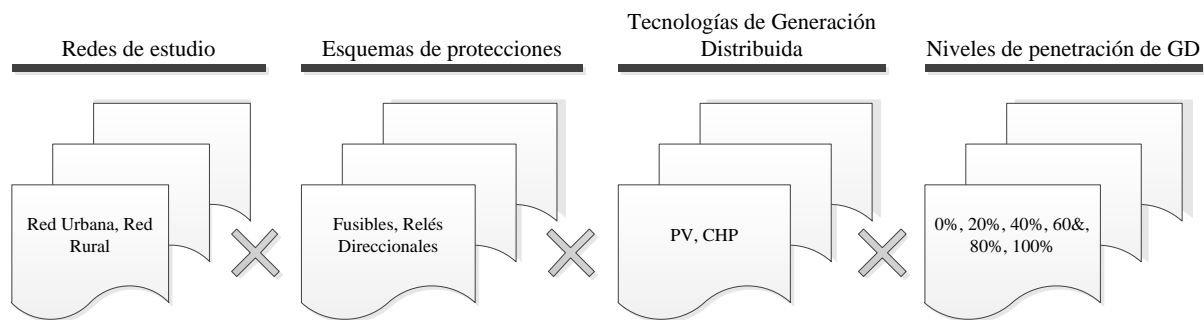 Redes de estudio
Esquemas de protecciones
Tecnologías de Generación
Distribuida
Niveles de penetración de GD
Red Urbana, Red
Rural
Fusibles, Relés
Direccionales
PV, CHP
0%, 20%, 40%, 60&,
80%, 100%